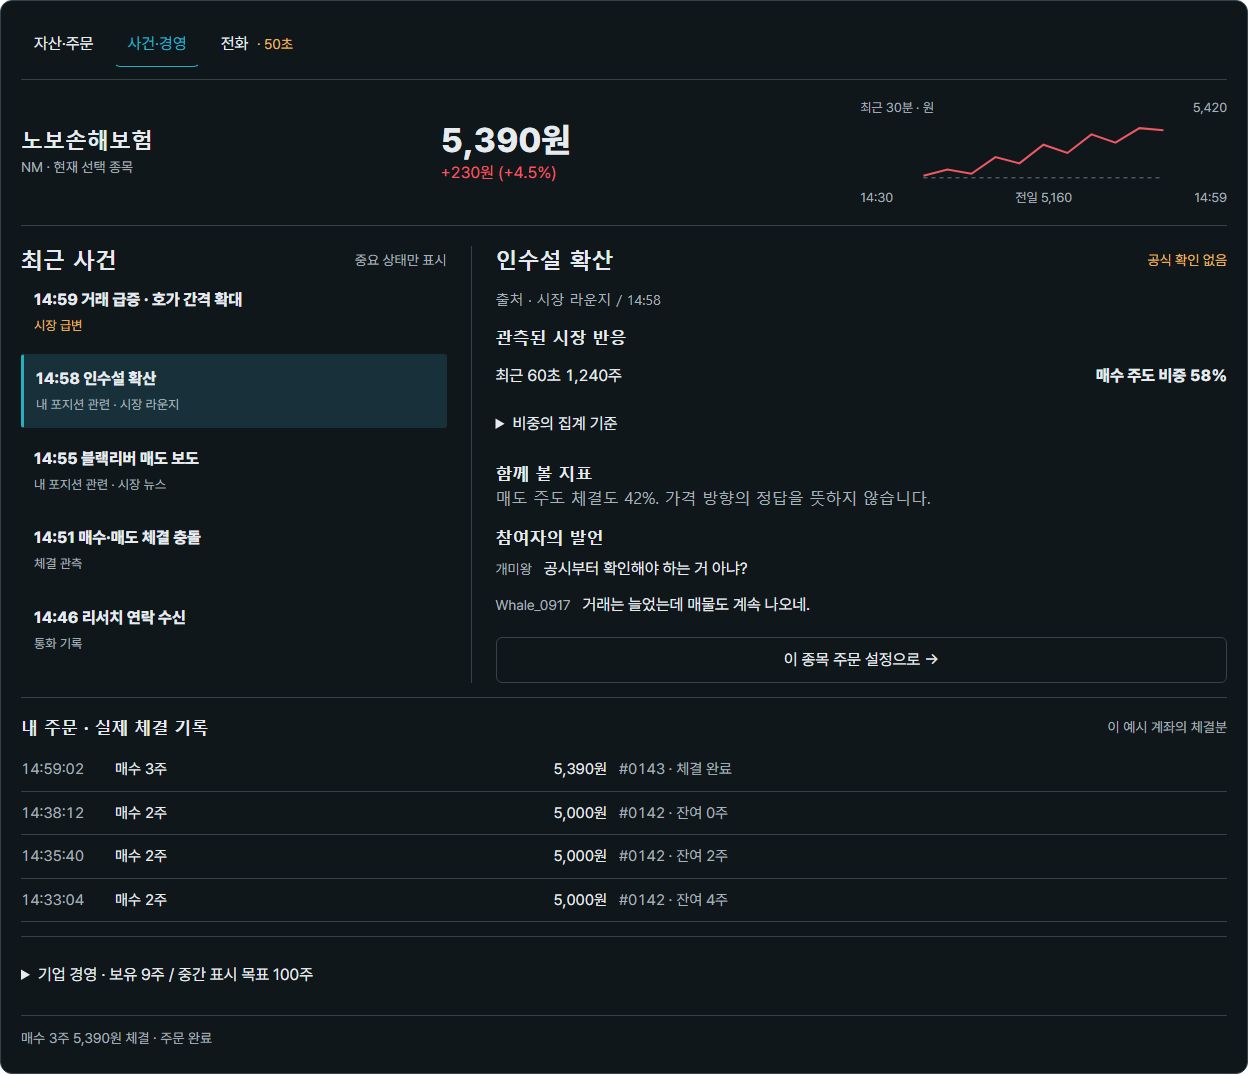 자산·주문 사건·경영 전화 · 50초
최근 30분 · 원 5,420
노보손해보험 5,390원
NM · 현재 선택 종목 +230원 (+4.5%)
14:30 전일 5,160 14:59
최근 사건 중요 상태만 표시
14:59 거래 급증 · 호가 간격 확대
시장 급변
14:58 인수설 확산
내 포지션 관련 · 시장 라운지
14:55 블랙리버 매도 보도
내 포지션 관련 · 시장 뉴스
14:51 매수·매도 체결 충돌
체결 관측
14:46 리서치 연락 수신
통화 기록
인수설 확산 공식 확인 없음
출처 · 시장 라운지 / 14:58
관측된 시장 반응
최근 60초 1,240주 매수 주도 비중 58%
▶ 비중의 집계 기준
함께 볼 지표
매도 주도 체결도 42%. 가격 방향의 정답을 뜻하지 않습니다.
참여자의 발언
개미왕 공시부터 확인해야 하는 거 아냐?
Whale_0917 거래는 늘었는데 매물도 계속 나오네.
이 종목 주문 설정으로 →
내 주문 · 실제 체결 기록 이 예시 계좌의 체결분
14:59:02 매수 3주 5,390원 #0143 · 체결 완료
14:38:12 매수 2주 5,000원 #0142 · 잔여 0주
14:35:40 매수 2주 5,000원 #0142 · 잔여 2주
14:33:04 매수 2주 5,000원 #0142 · 잔여 4주
▶ 기업 경영 · 보유 9주 / 중간 표시 목표 100주
매수 3주 5,390원 체결 · 주문 완료